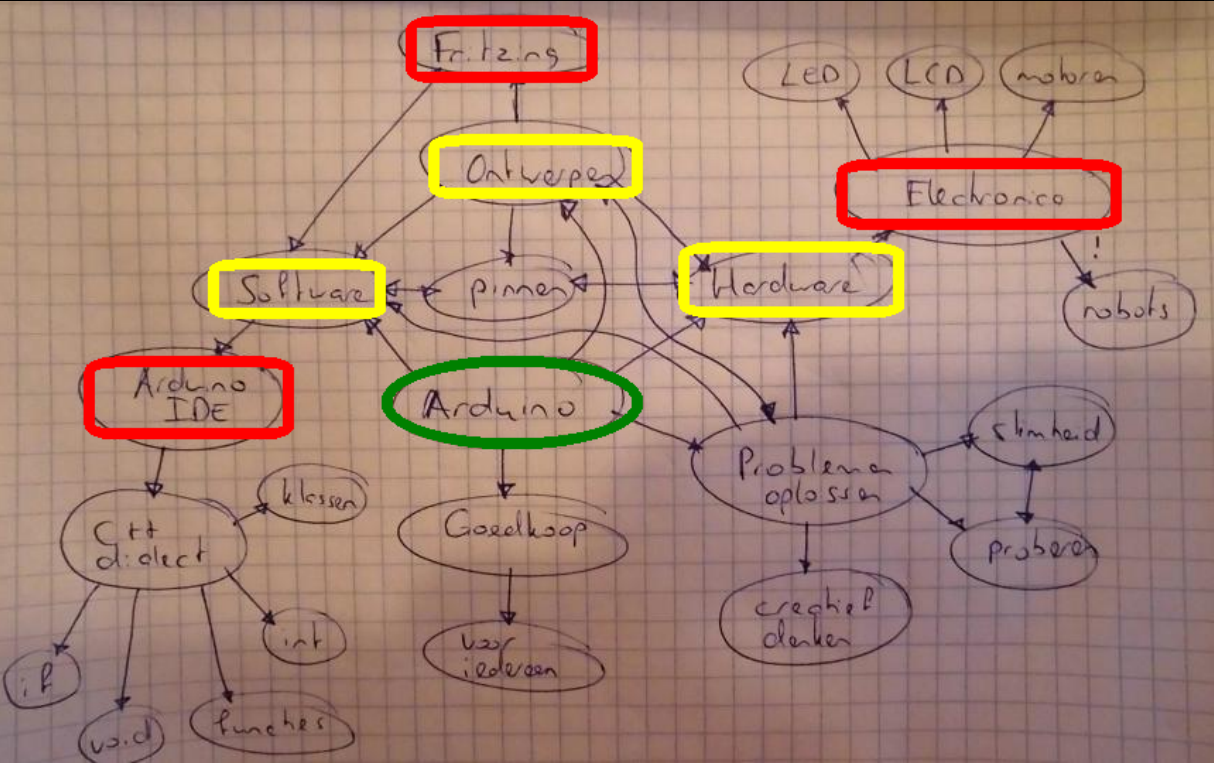 Fritzing
LED
LCD
motoren
Ontwerpen
Electronica
!
Software
pinnen
Hardware
robots
Arduino
IDE
Arduino
Problemen
oplossen
slimheid
C++
dialect
klassen
Goedkoop
proberen
creatief
denken
int
voor
iedereen
if
void
functies